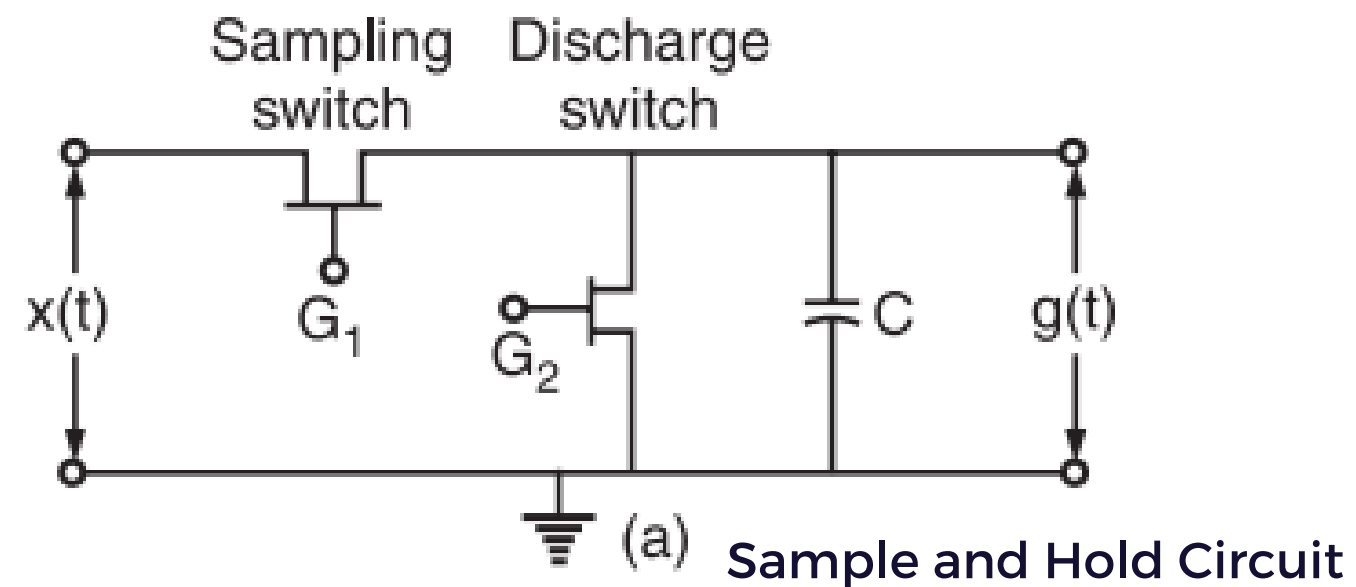 Sampling Discharge
switch switch
x(t)
G₁
G₂
C
g(t)
(a)
Sample and Hold Circuit